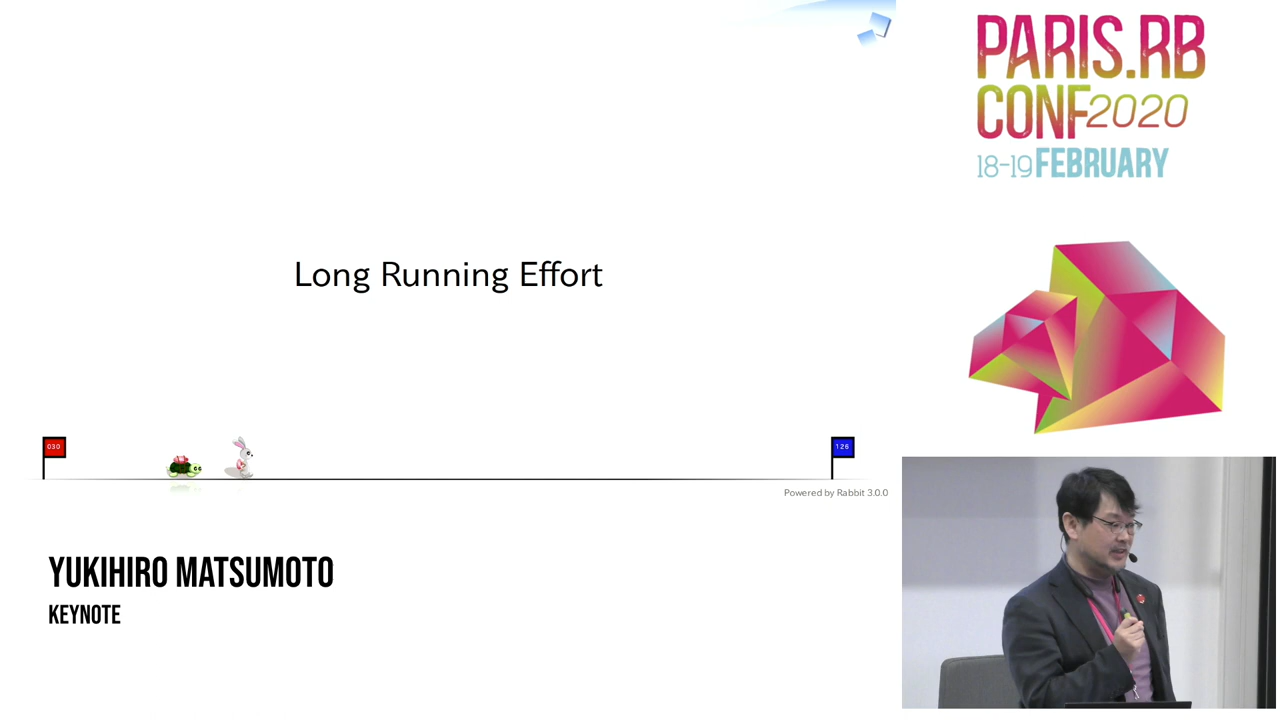 Long Running Effort
030
126
Powered by Rabbit 3.0.0
YUKIHIRO MATSUMOTO
KEYNOTE
PARIS.RB
CONF2020
18-19 FEBRUARY